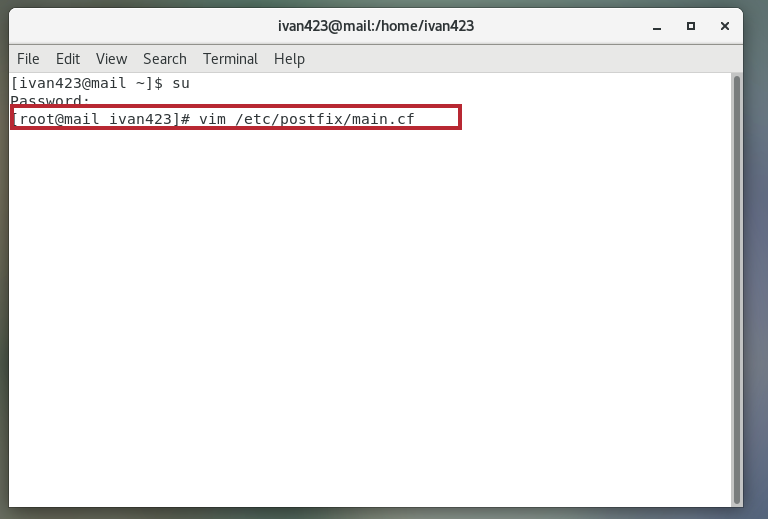 ivan423@mail:/home/ivan423
File Edit View Search Terminal Help
[ivan423@mail ~]$ su
Password:
[root@mail ivan423]# vim /etc/postfix/main.cf